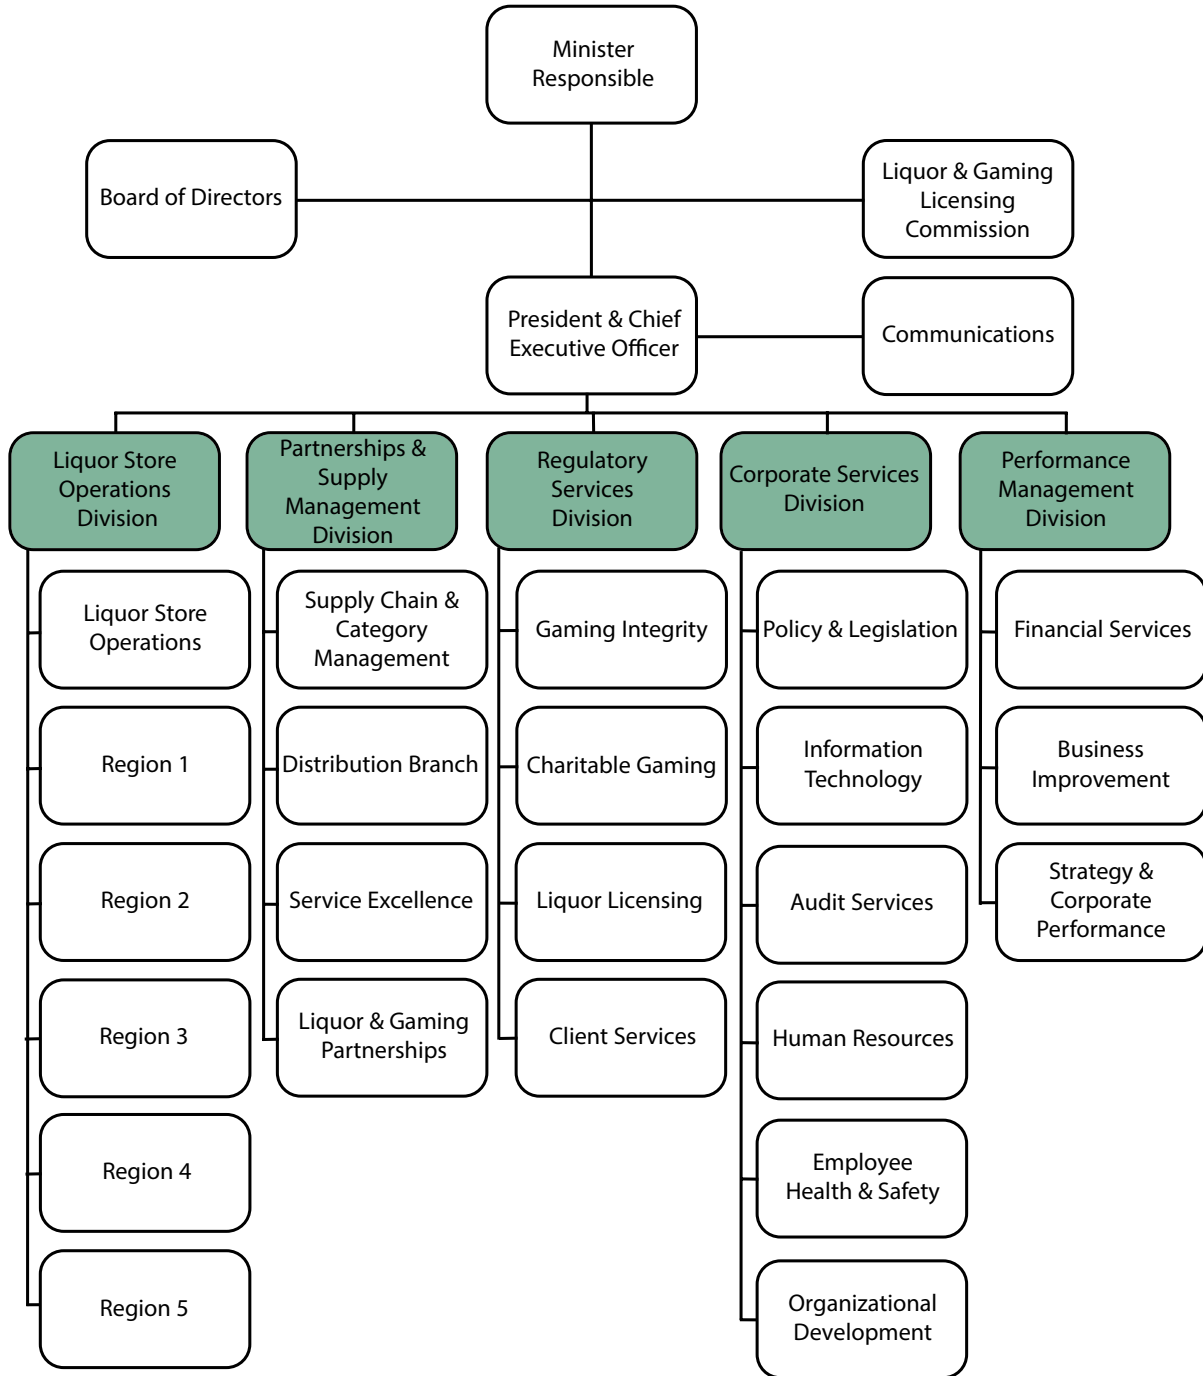 Minister
Responsible
Board of Directors
Liquor & Gaming
Licensing
Commission
President & Chief
Executive Officer
Communications
Liquor Store
Operations
Division
Partnerships &
Supply
Management
Division
Regulatory
Services
Division
Corporate Services
Division
Performance
Management
Division
Liquor Store
Operations
Region 1
Region 2
Region 3
Region 4
Region 5
Supply Chain &
Category
Management
Distribution Branch
Service Excellence
Liquor & Gaming
Partnerships
Gaming Integrity
Charitable Gaming
Liquor Licensing
Client Services
Policy & Legislation
Information
Technology
Audit Services
Human Resources
Employee
Health & Safety
Organizational
Development
Financial Services
Business
Improvement
Strategy &
Corporate
Performance